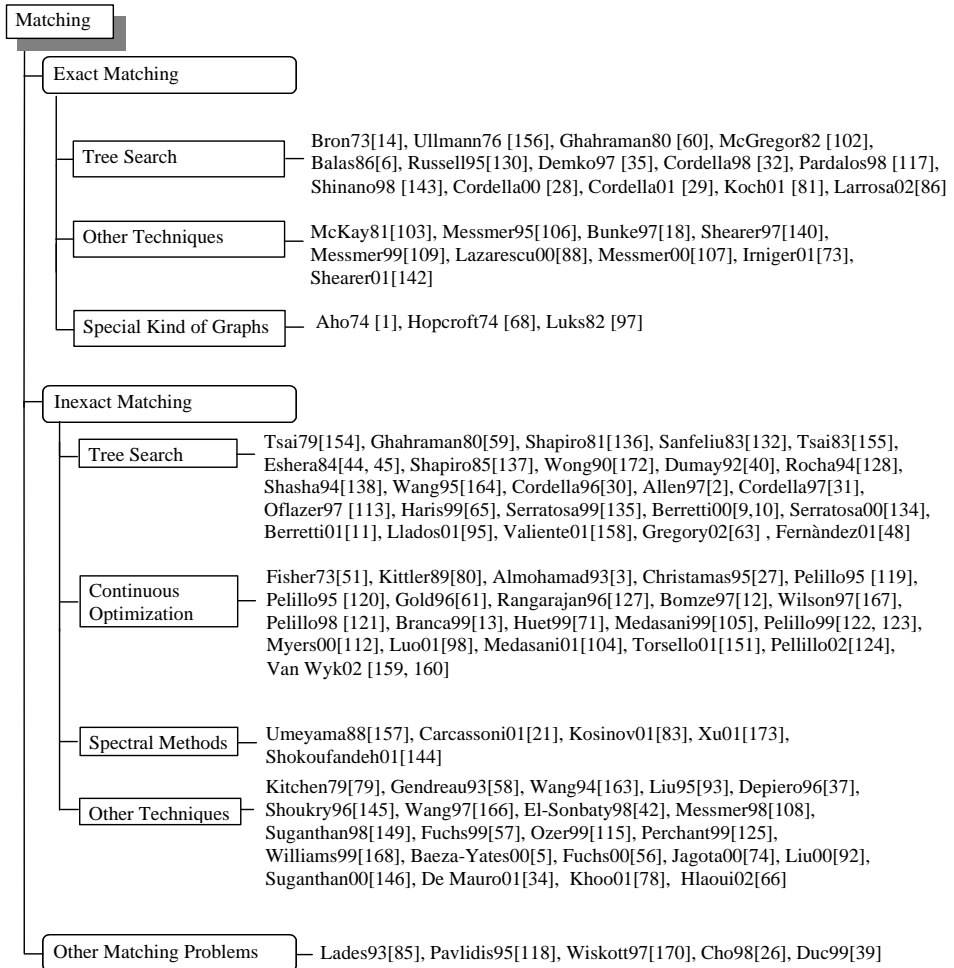 Matching
Exact Matching
Tree Search
Bron73[14], Ullmann76 [156], Ghahraman80 [60], McGregor82 [102],
Balas86[6], Russell95[130], Demko97 [35], Cordella98 [32], Pardalos98 [117],
Shinano98 [143], Cordella00 [28], Cordella01 [29], Koch01 [81], Larrosa02[86]
Other Techniques
McKay81[103], Messmer95[106], Bunke97[18], Shearer97[140],
Messmer99[109], Lazarescu00[88], Messmer00[107], Irniger01[73],
Shearer01[142]
Special Kind of Graphs
Aho74 [1], Hopcroft74 [68], Luks82 [97]
Inexact Matching
Tree Search
Tsai79[154], Ghahraman80[59], Shapiro81[136], Sanfeliu83[132], Tsai83[155],
Eshera84[44, 45], Shapiro85[137], Wong90[172], Dumay92[40], Rocha94[128],
Shasha94[138], Wang95[164], Cordella96[30], Allen97[2], Cordella97[31],
Oflazer97 [113], Haris99[65], Serratosa99[135], Berretti00[9,10], Serratosa00[134],
Berretti01[11], Llados01[95], Valiente01[158], Gregory02[63] , Fernàndez01[48]
Continuous
Optimization
Fisher73[51], Kittler89[80], Almohamad93[3], Christamas95[27], Pelillo95 [119],
Pelillo95 [120], Gold96[61], Rangarajan96[127], Bomze97[12], Wilson97[167],
Pelillo98 [121], Branca99[13], Huet99[71], Medasani99[105], Pelillo99[122, 123],
Myers00[112], Luo01[98], Medasani01[104], Torsello01[151], Pellillo02[124],
Van Wyk02 [159, 160]
Spectral Methods
Umeyama88[157], Carcassoni01[21], Kosinov01[83], Xu01[173],
Shokoufandeh01[144]
Other Techniques
Kitchen79[79], Gendreau93[58], Wang94[163], Liu95[93], Depiero96[37],
Shoukry96[145], Wang97[166], El-Sonbaty98[42], Messmer98[108],
Suganthan98[149], Fuchs99[57], Ozer99[115], Perchant99[125],
Williams99[168], Baeza-Yates00[5], Fuchs00[56], Jagota00[74], Liu00[92],
Suganthan00[146], De Mauro01[34], Khoo01[78], Hlaoui02[66]
Other Matching Problems
Lades93[85], Pavlidis95[118], Wiskott97[170], Cho98[26], Duc99[39]